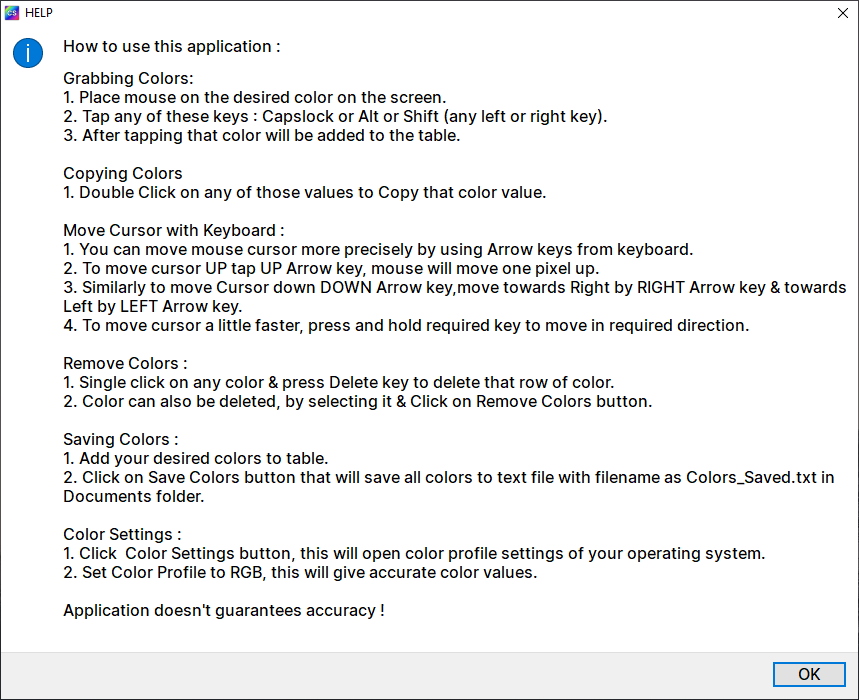 HELP
How to use this application :
Grabbing Colors:
1. Place mouse on the desired color on the screen.
2. Tap any of these keys : Capslock or Alt or Shift (any left or right key).
3. After tapping that color will be added to the table.
Copying Colors
1. Double Click on any of those values to Copy that color value.
Move Cursor with Keyboard :
1. You can move mouse cursor more precisely by using Arrow keys from keyboard.
2. To move cursor UP tap UP Arrow key, mouse will move one pixel up.
3. Similarly to move Cursor down DOWN Arrow key,move towards Right by RIGHT Arrow key & towards
Left by LEFT Arrow key.
4. To move cursor a little faster, press and hold required key to move in required direction.
Remove Colors :
1. Single click on any color & press Delete key to delete that row of color.
2. Color can also be deleted, by selecting it & Click on Remove Colors button.
Saving Colors :
1. Add your desired colors to table.
2. Click on Save Colors button that will save all colors to text file with filename as Colors_Saved.txt in
Documents folder.
Color Settings :
1. Click  Color Settings button, this will open color profile settings of your operating system.
2. Set Color Profile to RGB, this will give accurate color values.
Application doesn't guarantees accuracy !
OK